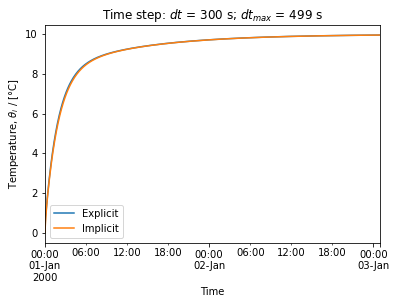 Time step: dt = 300 s; dt_max = 499 s
Temperature, θ_i / [°C]
10
8
6
4
2
0
Explicit
Implicit
00:00 06:00 12:00 18:00 00:00 06:00 12:00 18:00 00:00
01-Jan 02-Jan 03-Jan
2000
Time